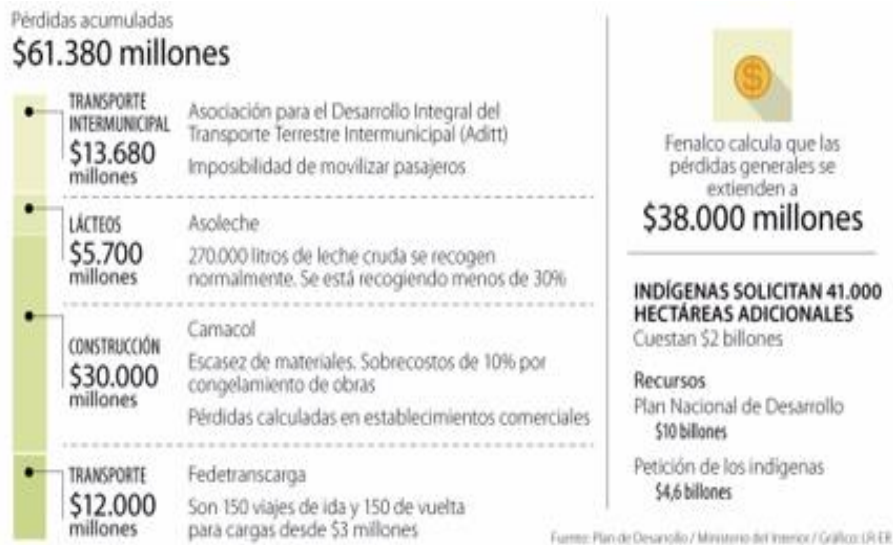 Pérdidas acumuladas
$61.380 millones
TRANSPORTE
INTERMUNICIPAL
$13.680
millones
Asociación para el Desarrollo Integral del
Transporte Terrestre Intermunicipal (Aditt)
Imposibilidad de movilizar pasajeros
LÁCTEOS
$5.700
millones
Asoleche
270.000 litros de leche cruda se recogen
normalmente. Se está recogiendo menos de 30%
CONSTRUCCIÓN
$30.000
millones
Camacol
Escasez de materiales. Sobrecostos de 10% por
congelamiento de obras
Pérdidas calculadas en establecimientos comerciales
TRANSPORTE
$12.000
millones
Fedetranscarga
Son 150 viajes de ida y 150 de vuelta
para cargas desde $3 millones
$
Fenalco calcula que las
pérdidas generales se
extienden a
$38.000 millones
INDÍGENAS SOLICITAN 41.000
HECTÁREAS ADICIONALES
Cuestan $2 billones
Recursos
Plan Nacional de Desarrollo
$10 billones
Petición de los indígenas
$4,6 billones
Fuente: Plan de Desarrollo / Ministerio del Interior / Gráfico: LR-ER